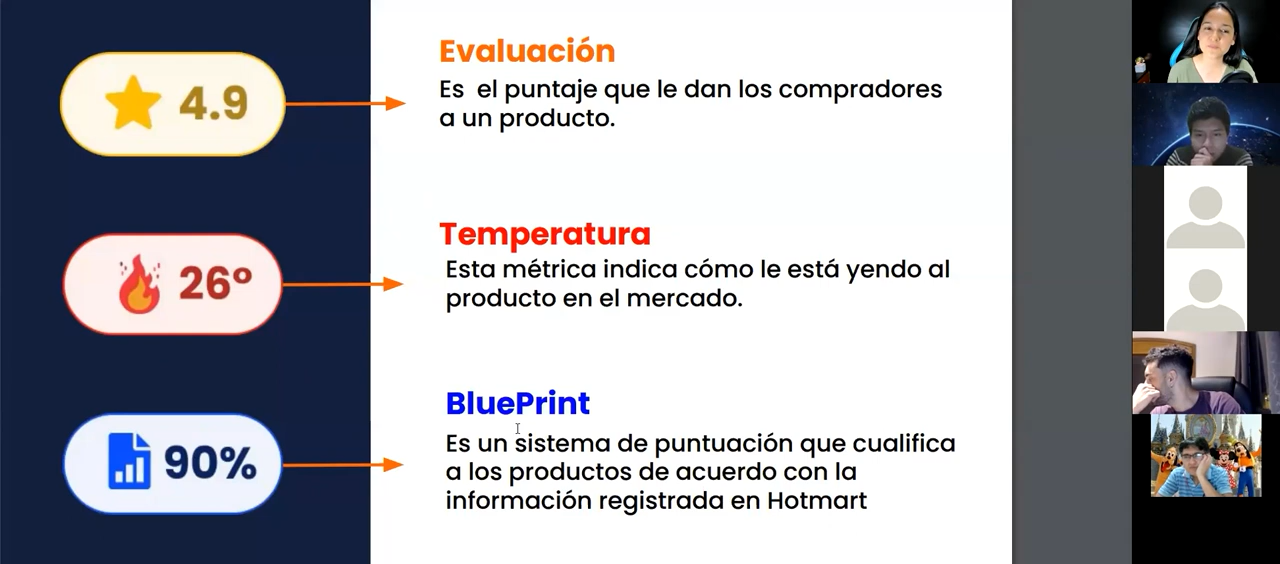 4.9
Evaluación
Es  el puntaje que le dan los compradores
a un producto.
26º
Temperatura
Esta métrica indica cómo le está yendo al
producto en el mercado.
90%
BluePrint
Es un sistema de puntuación que cualifica
a los productos de acuerdo con la
información registrada en Hotmart